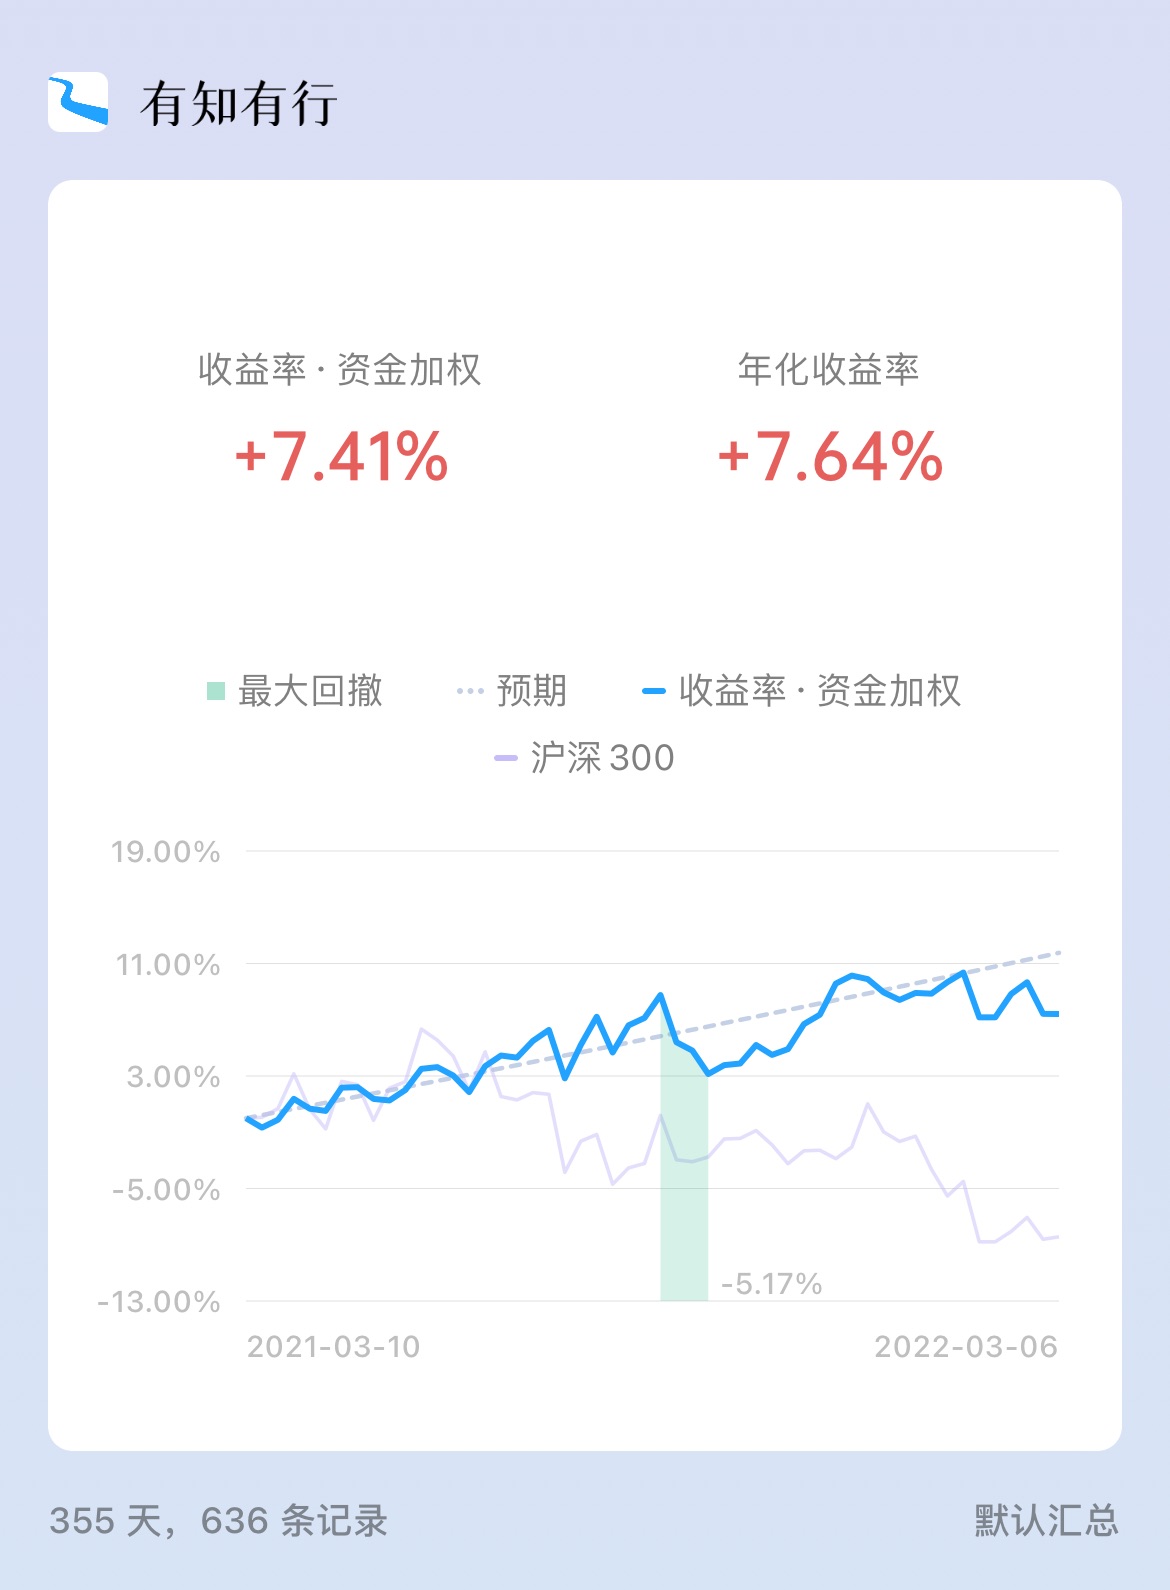 有知有行
收益率·资金加权 年化收益率
+7.41% +7.64%
最大回撤 预期 收益率·资金加权
沪深300
19.00%
11.00%
3.00%
-5.00%
-5.17%
-13.00%
2021-03-10 2022-03-06
355 天，636 条记录 默认汇总